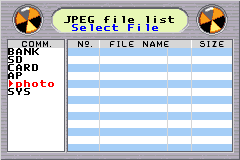 JPEG file list
Select File
COMM. Nº. FILE NAME SIZE
BANK
SD
CARD
AP
photo
SYS